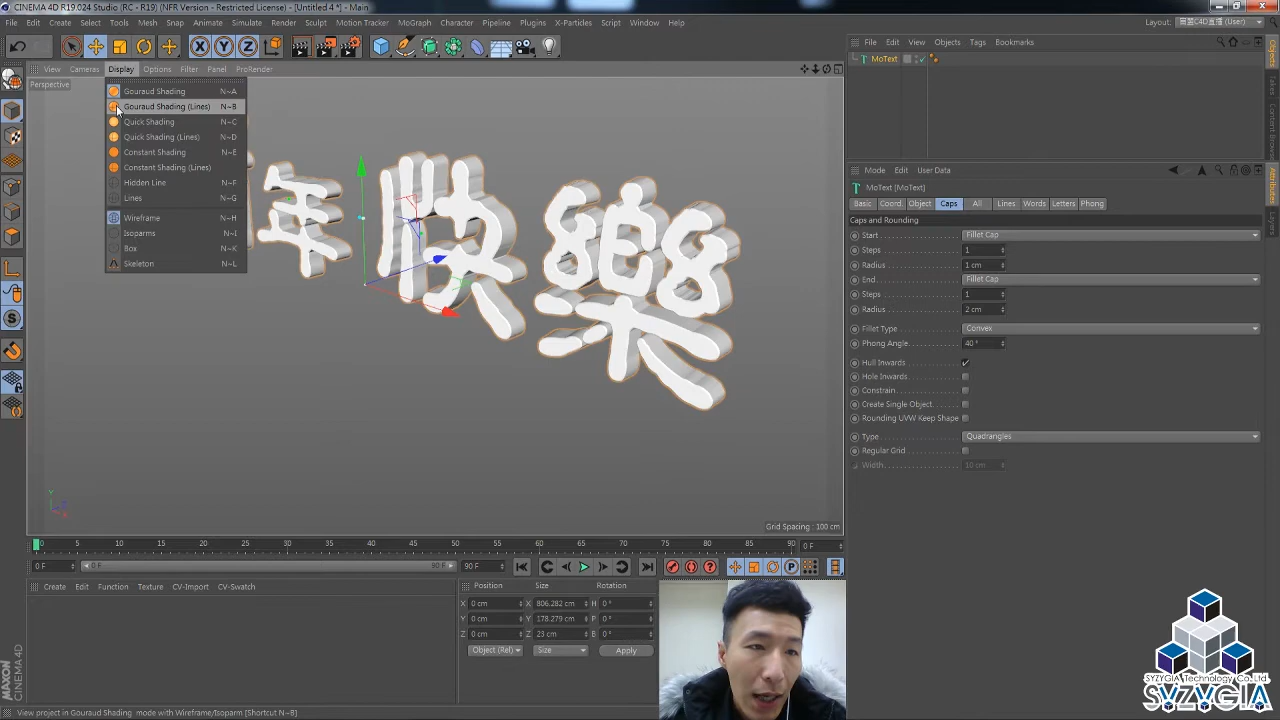 CINEMA 4D R19.024 Studio (RC - R19) (NFR Version - Restricted License) - [Untitled 4 *] - Main
File Edit Create Select Tools Mesh Snap Animate Simulate Render Sculpt Motion Tracker MoGraph Character Pipeline Plugins X-Particles Script Window Help
Layout:
X Y Z
File Edit View Objects Tags Bookmarks
MoText
View Cameras Display Options Filter Panel ProRender
Perspective
Gouraud Shading N~A
Gouraud Shading (Lines) N~B
Quick Shading N~C
Quick Shading (Lines) N~D
Constant Shading N~E
Constant Shading (Lines) N~F
Hidden Line N~F
Lines N~G
Wireframe N~H
Isoparms N~I
Box N~K
Skeleton N~L
年快樂
Grid Spacing : 100 cm
Mode Edit User Data
MoText [MoText]
Basic Coord. Object Caps All Lines Words Letters Phong
Caps and Rounding
Start Fillet Cap
Steps 1
Radius 1 cm
End Fillet Cap
Steps 1
Radius 2 cm
Fillet Type Convex
Phong Angle 40 °
Hull Inwards
Hole Inwards
Constrain
Create Single Object
Rounding UVW Keep Shape
Type Quadrangles
Regular Grid
Width 10 cm
Objects
Takes
Content Browser
Attributes
Layers
0 5 10 15 20 25 30 35 40 45 50 55 60 65 70 75 80 85 90 0 F
0 F 0 F 90 F 90 F
Create Edit Function Texture CV-Import CV-Swatch
Position Size Rotation
X 0 cm X 806.282 cm H 0 °
Y 0 cm Y 178.279 cm P 0 °
Z 0 cm Z 23 cm B 0 °
Object (Rel) Size Apply
MAXON CINEMA 4D
View project in Gouraud Shading mode with Wireframe/Isoparm [Shortcut N~B]
SYZYGIA Technology Co.,Ltd.
SYZYGIA